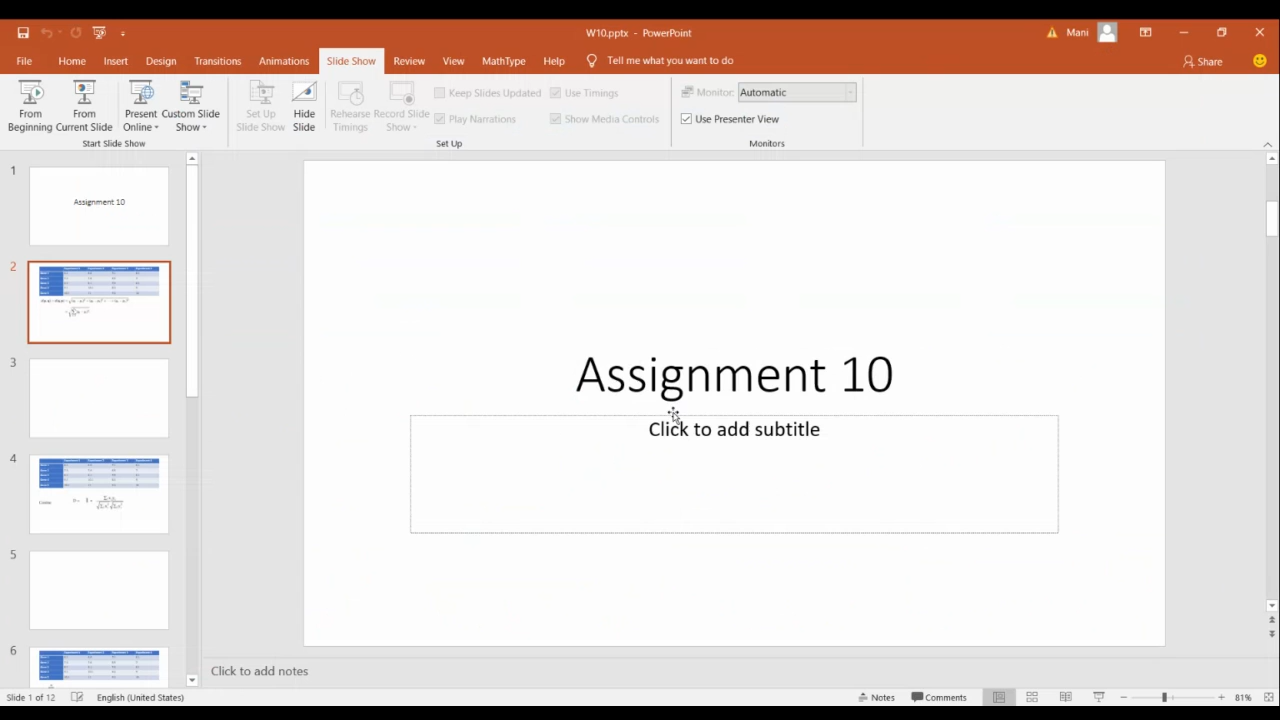 W10.pptx - PowerPoint
Mani
File Home Insert Design Transitions Animations Slide Show Review View MathType Help Tell me what you want to do
Share
From Beginning
From Current Slide
Present Online
Custom Slide Show
Set Up Slide Show
Hide Slide
Rehearse Timings
Record Slide Show
Keep Slides Updated
Play Narrations
Use Timings
Show Media Controls
Monitor: Automatic
Use Presenter View
Start Slide Show
Set Up
Monitors
1
Assignment 10
2
3
4
5
6
Assignment 10
Click to add subtitle
Click to add notes
Slide 1 of 12 English (United States)
Notes Comments 81%